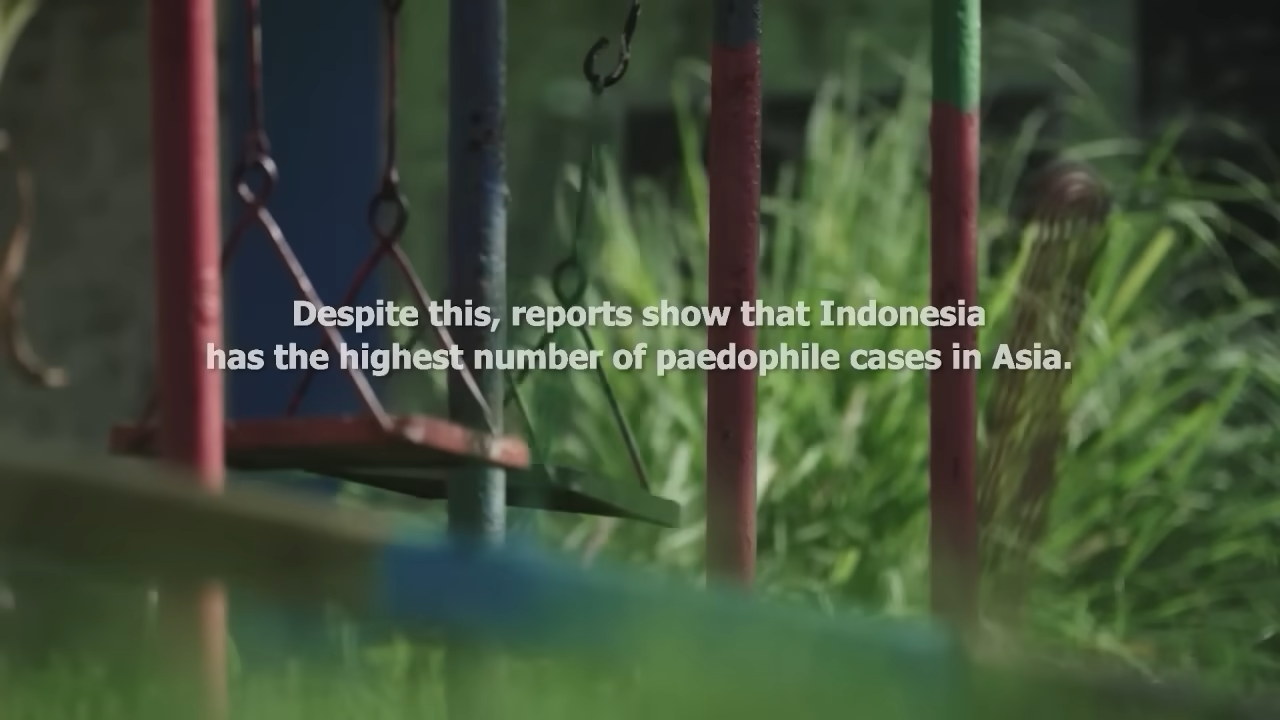 Despite this, reports show that Indonesia
has the highest number of paedophile cases in Asia.